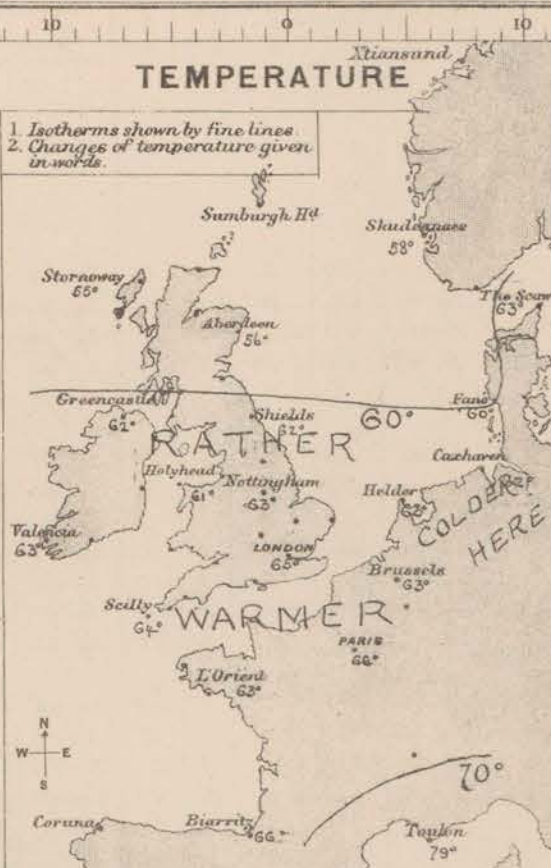 10 0 10
Xtiansund
TEMPERATURE
1. Isotherms shown by fine lines.
2. Changes of temperature given
in words.
Sumburgh Hd
Skudesnaes
58°
Stornoway
55°
The Scaw
63°
Aberdeen
56°
Greencastle
62°
Shields
62°
60°
Fano
60°
RATHER
Holyhead
61°
Nottingham
63°
Cuxhaven
Helder
COLDER
HERE
Valencia
63°
LONDON
65°
Brussels
63°
Scilly
64°
WARMER
PARIS
66°
L'Orient
63°
N
W E
S
70°
Coruna
Biarritz
66°
Toulon
79°